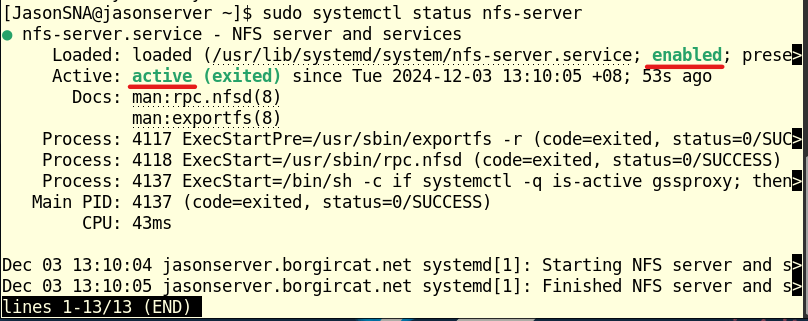 [JasonSNA@jasonserver ~]$ sudo systemctl status nfs-server
● nfs-server.service - NFS server and services
     Loaded: loaded (/usr/lib/systemd/system/nfs-server.service; enabled; prese>
     Active: active (exited) since Tue 2024-12-03 13:10:05 +08; 53s ago
       Docs: man:rpc.nfsd(8)
             man:exportfs(8)
    Process: 4117 ExecStartPre=/usr/sbin/exportfs -r (code=exited, status=0/SUC>
    Process: 4118 ExecStart=/usr/sbin/rpc.nfsd (code=exited, status=0/SUCCESS)
    Process: 4137 ExecStart=/bin/sh -c if systemctl -q is-active gssproxy; then>
   Main PID: 4137 (code=exited, status=0/SUCCESS)
        CPU: 43ms

Dec 03 13:10:04 jasonserver.borgircat.net systemd[1]: Starting NFS server and s>
Dec 03 13:10:05 jasonserver.borgircat.net systemd[1]: Finished NFS server and s>
lines 1-13/13 (END)